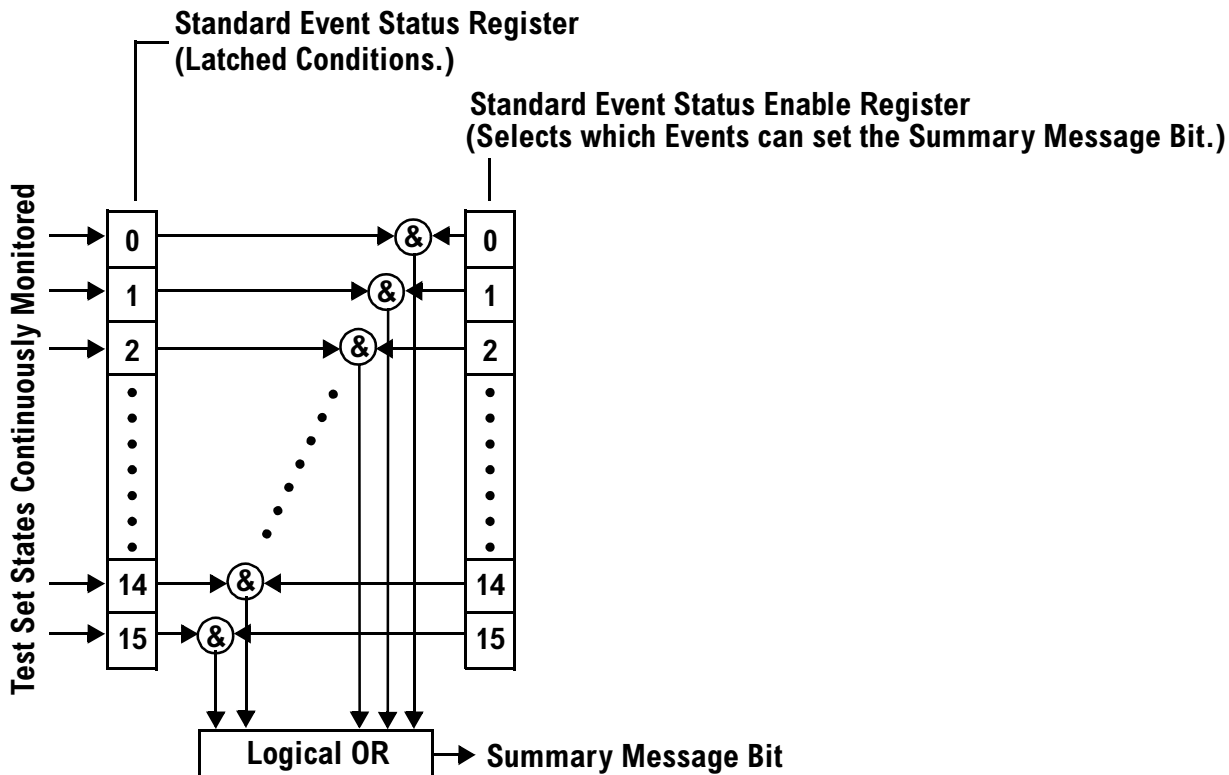 Standard Event Status Register
(Latched Conditions.)
Standard Event Status Enable Register
(Selects which Events can set the Summary Message Bit.)
Test Set States Continuously Monitored
0 & 0
1 & 1
2 & 2
14 & 14
15 & 15
Logical OR
Summary Message Bit